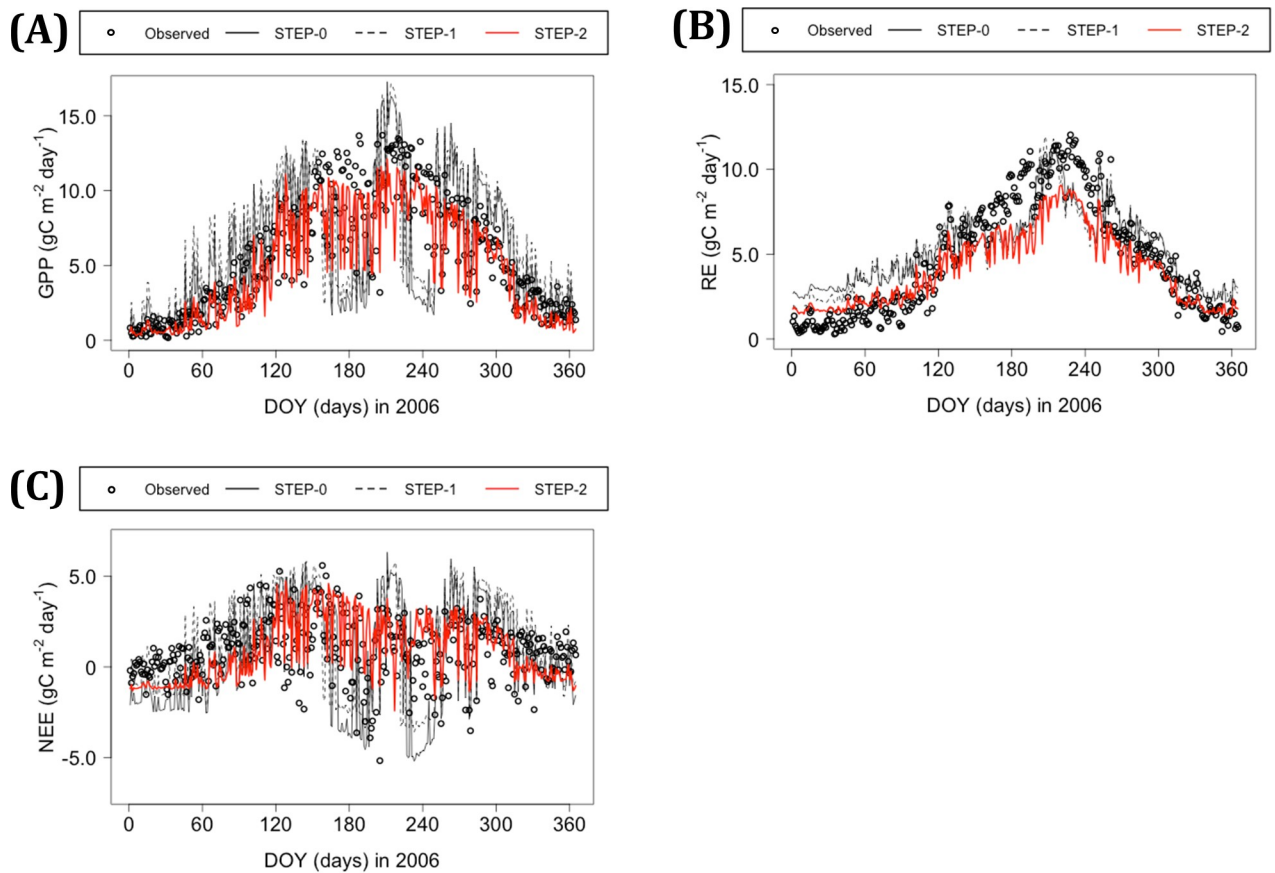 (A)
Observed STEP-0 STEP-1 STEP-2
GPP (gC m⁻² day⁻¹)
15.0
10.0
5.0
0
0 60 120 180 240 300 360
DOY (days) in 2006
(B)
Observed STEP-0 STEP-1 STEP-2
RE (gC m⁻² day⁻¹)
15.0
10.0
5.0
0
0 60 120 180 240 300 360
DOY (days) in 2006
(C)
Observed STEP-0 STEP-1 STEP-2
NEE (gC m⁻² day⁻¹)
5.0
0
-5.0
0 60 120 180 240 300 360
DOY (days) in 2006